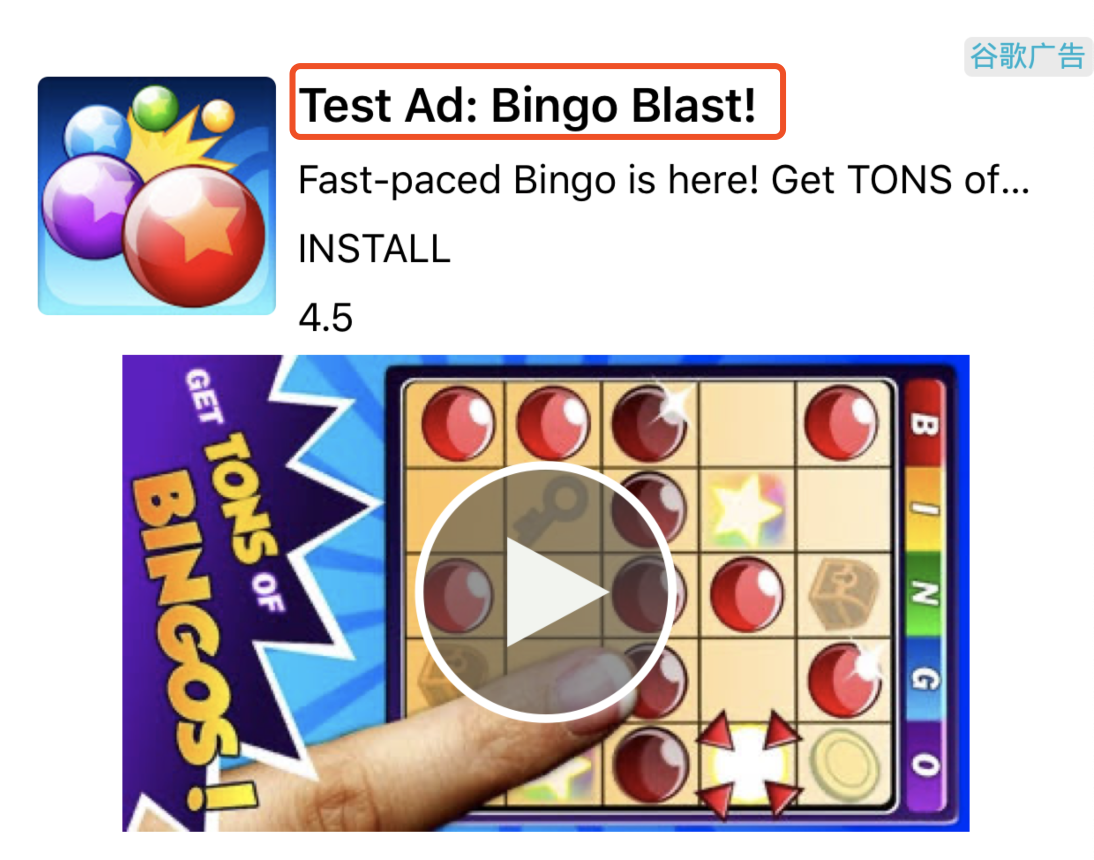 谷歌广告
Test Ad: Bingo Blast!
Fast-paced Bingo is here! Get TONS of...
INSTALL
4.5
GET
TONS OF
BINGOS!
B
I
N
G
O